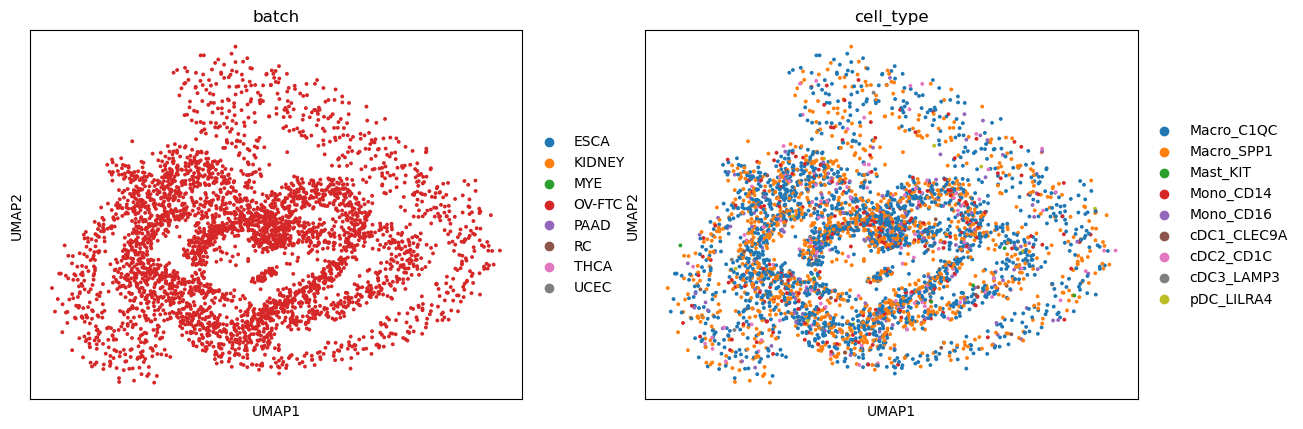 batch
UMAP2
UMAP1
ESCA
KIDNEY
MYE
OV-FTC
PAAD
RC
THCA
UCEC
cell_type
UMAP2
UMAP1
Macro_C1QC
Macro_SPP1
Mast_KIT
Mono_CD14
Mono_CD16
cDC1_CLEC9A
cDC2_CD1C
cDC3_LAMP3
pDC_LILRA4